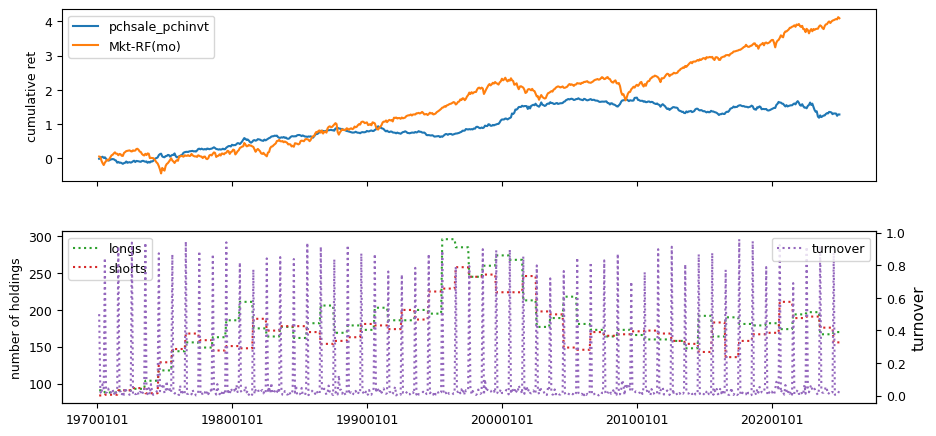 4
3
2
1
0
cumulative ret
pchsale_pchinvt
Mkt-RF(mo)
300
250
200
150
100
number of holdings
longs
shorts
turnover
1.0
0.8
0.6
0.4
0.2
0.0
turnover
19700101 19800101 19900101 20000101 20100101 20200101